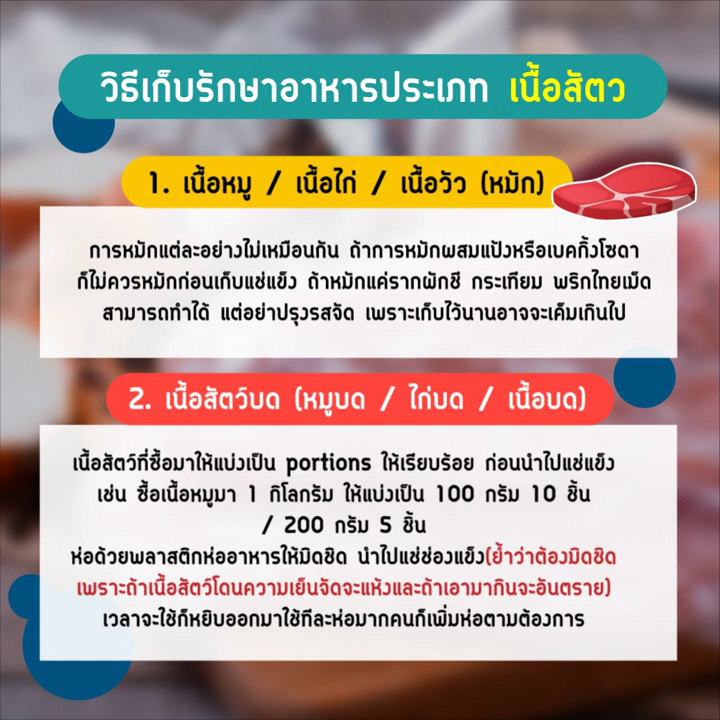 วิธีเก็บรักษาอาหารประเภท เนื้อสัตว
1. เนื้อหมู / เนื้อไก่ / เนื้อวัว (หมัก)
การหมักแต่ละอย่างไม่เหมือนกัน ถ้าการหมักผสมแป้งหรือเบคกิ้งโซดา
ก็ไม่ควรหมักก่อนเก็บแช่แข็ง ถ้าหมักแค่รากผักชี กระเทียม พริกไทยเม็ด
สามารถทำได้ แต่อย่าปรุงรสจัด เพราะเก็บไว้นานอาจจะเค็มเกินไป
2. เนื้อสัตว์บด (หมูบด / ไก่บด / เนื้อบด)
เนื้อสัตว์ที่ซื้อมาให้แบ่งเป็น portions ให้เรียบร้อย ก่อนนำไปแช่แข็ง
เช่น ซื้อเนื้อหมูมา 1 กิโลกรัม ให้แบ่งเป็น 100 กรัม 10 ชิ้น
/ 200 กรัม 5 ชิ้น
ห่อด้วยพลาสติกห่ออาหารให้มิดชิด นำไปแช่ช่องแข็ง(ย้ำว่าต้องมิดชิด
เพราะถ้าเนื้อสัตว์โดนความเย็นจัดจะแห้งและถ้าเอามากินจะอันตราย)
เวลาจะใช้ก็หยิบออกมาใช้ทีละห่อมากคนก็เพิ่มห่อตามต้องการ